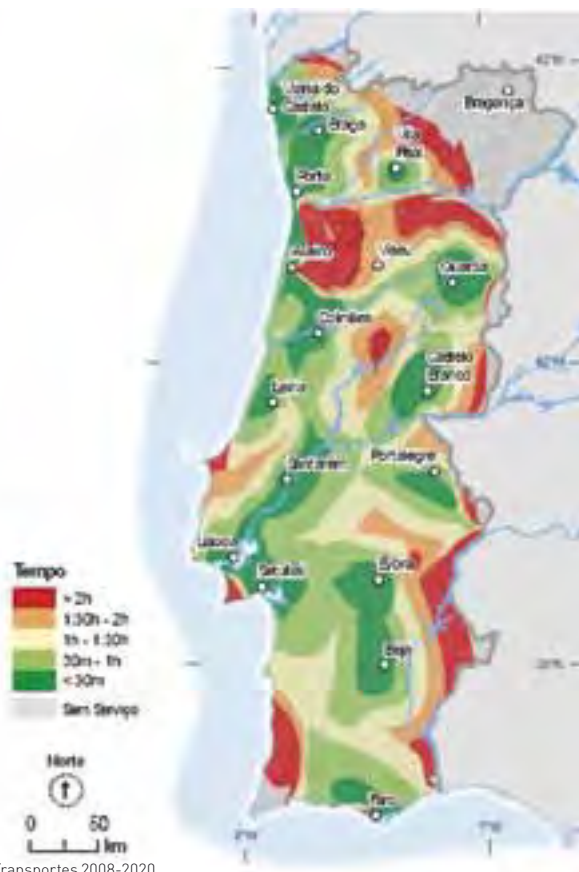 Viana do
Castelo
Braga
Bragança
Vila
Real
Porto
Aveiro
Viseu
Guarda
Coimbra
Castelo
Branco
Leiria
Santarém
Portalegre
Lisboa
Setúbal
Évora
Beja
Faro
Tempo
> 2h
1:30h - 2h
1h - 1:30h
30m - 1h
< 30m
Sem Serviço
Norte
0 50
km
7°W
Transportes 2008-2020